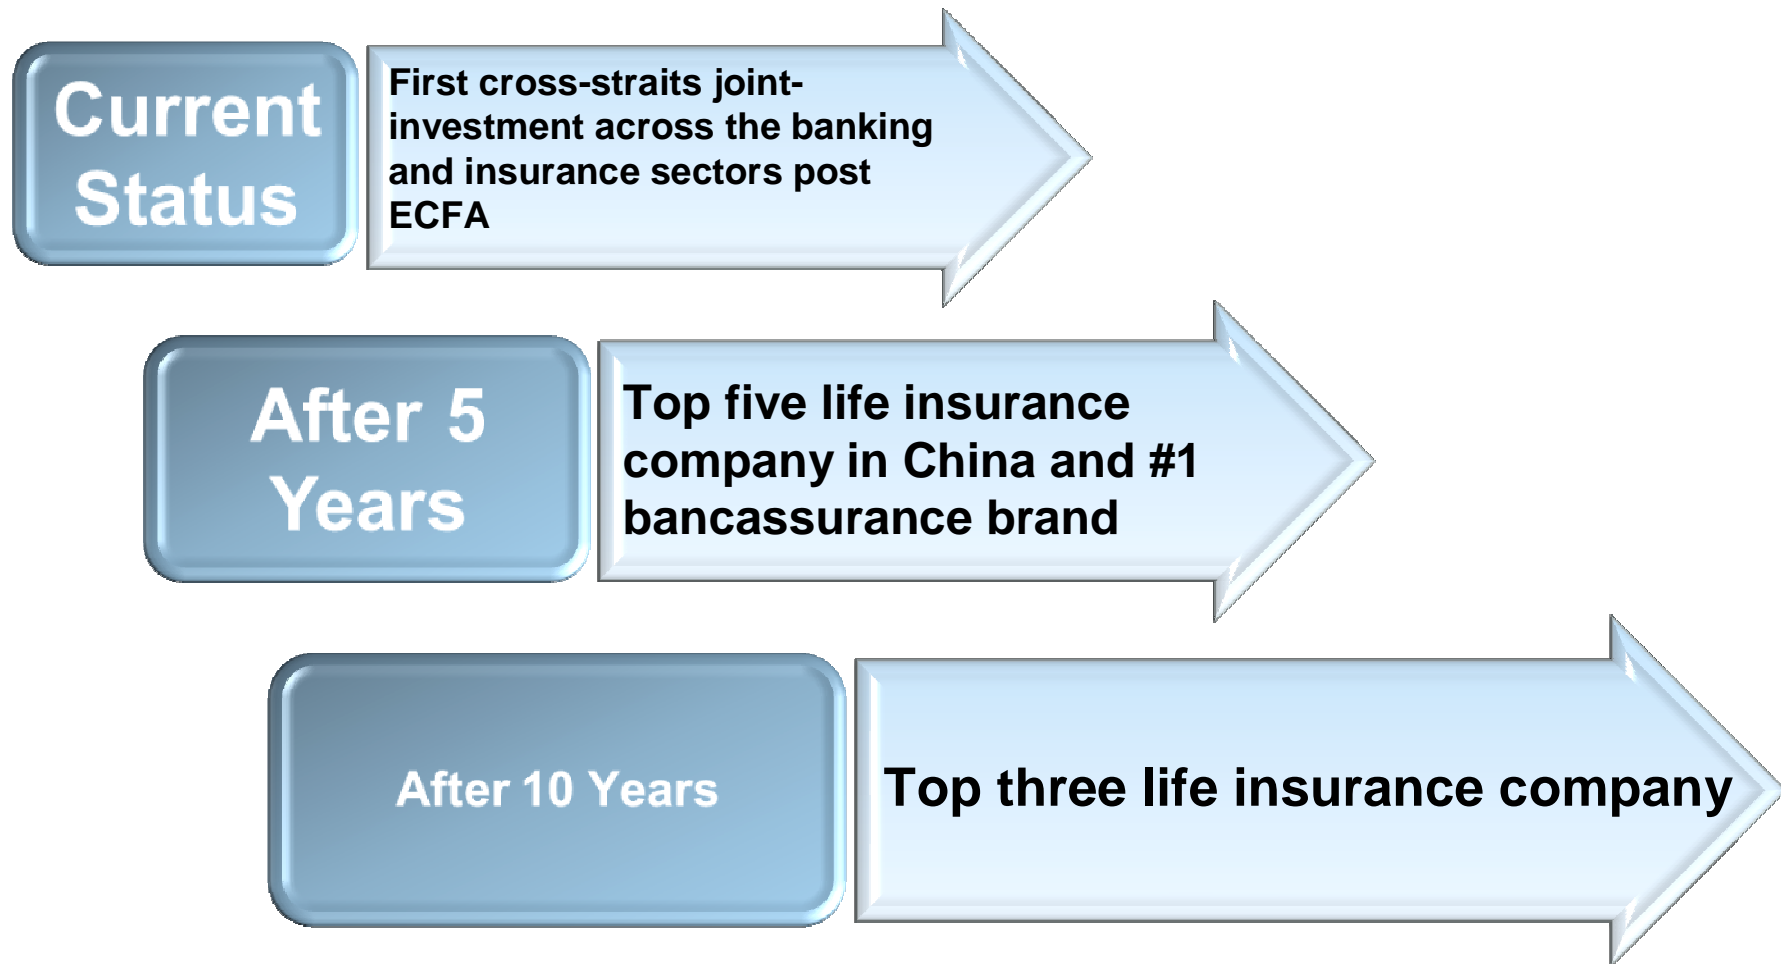 Current
Status
First cross-straits joint-
investment across the banking
and insurance sectors post
ECFA
After 5
Years
Top five life insurance
company in China and #1
bancassurance brand
After 10 Years
Top three life insurance company